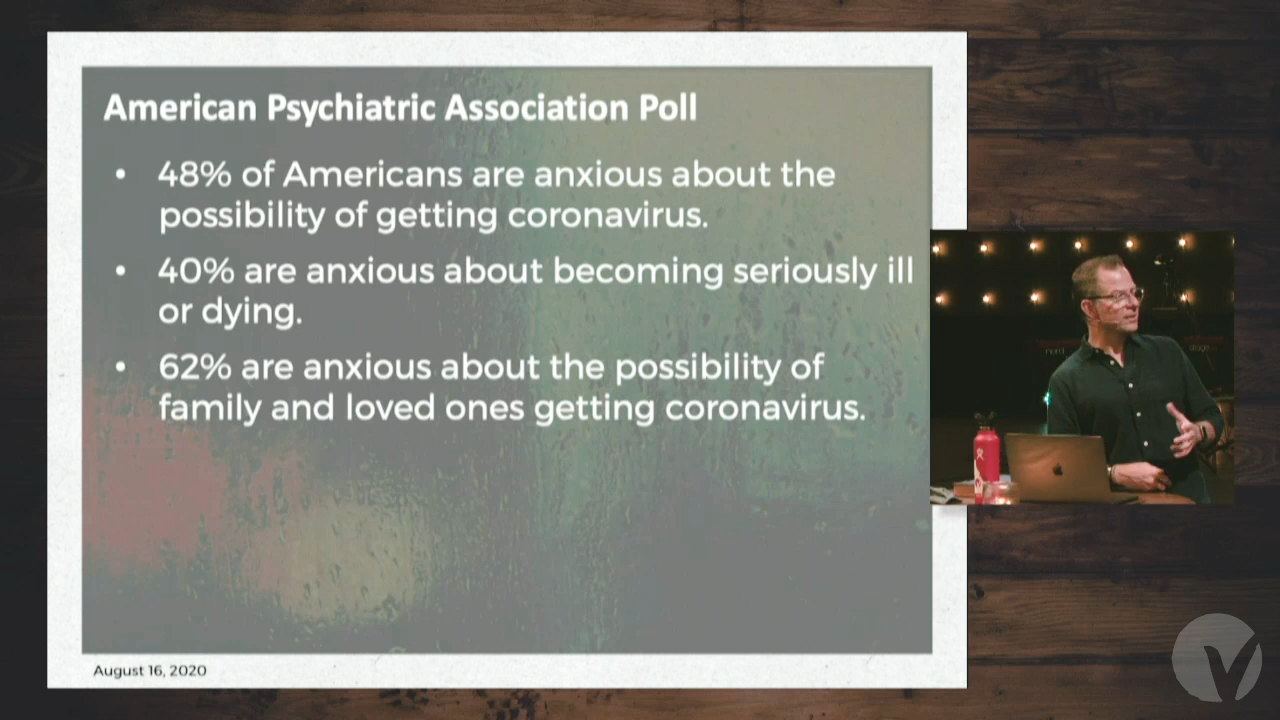 American Psychiatric Association Poll
• 48% of Americans are anxious about the
possibility of getting coronavirus.
• 40% are anxious about becoming seriously ill
or dying.
• 62% are anxious about the possibility of
family and loved ones getting coronavirus.
nord stage
August 16, 2020